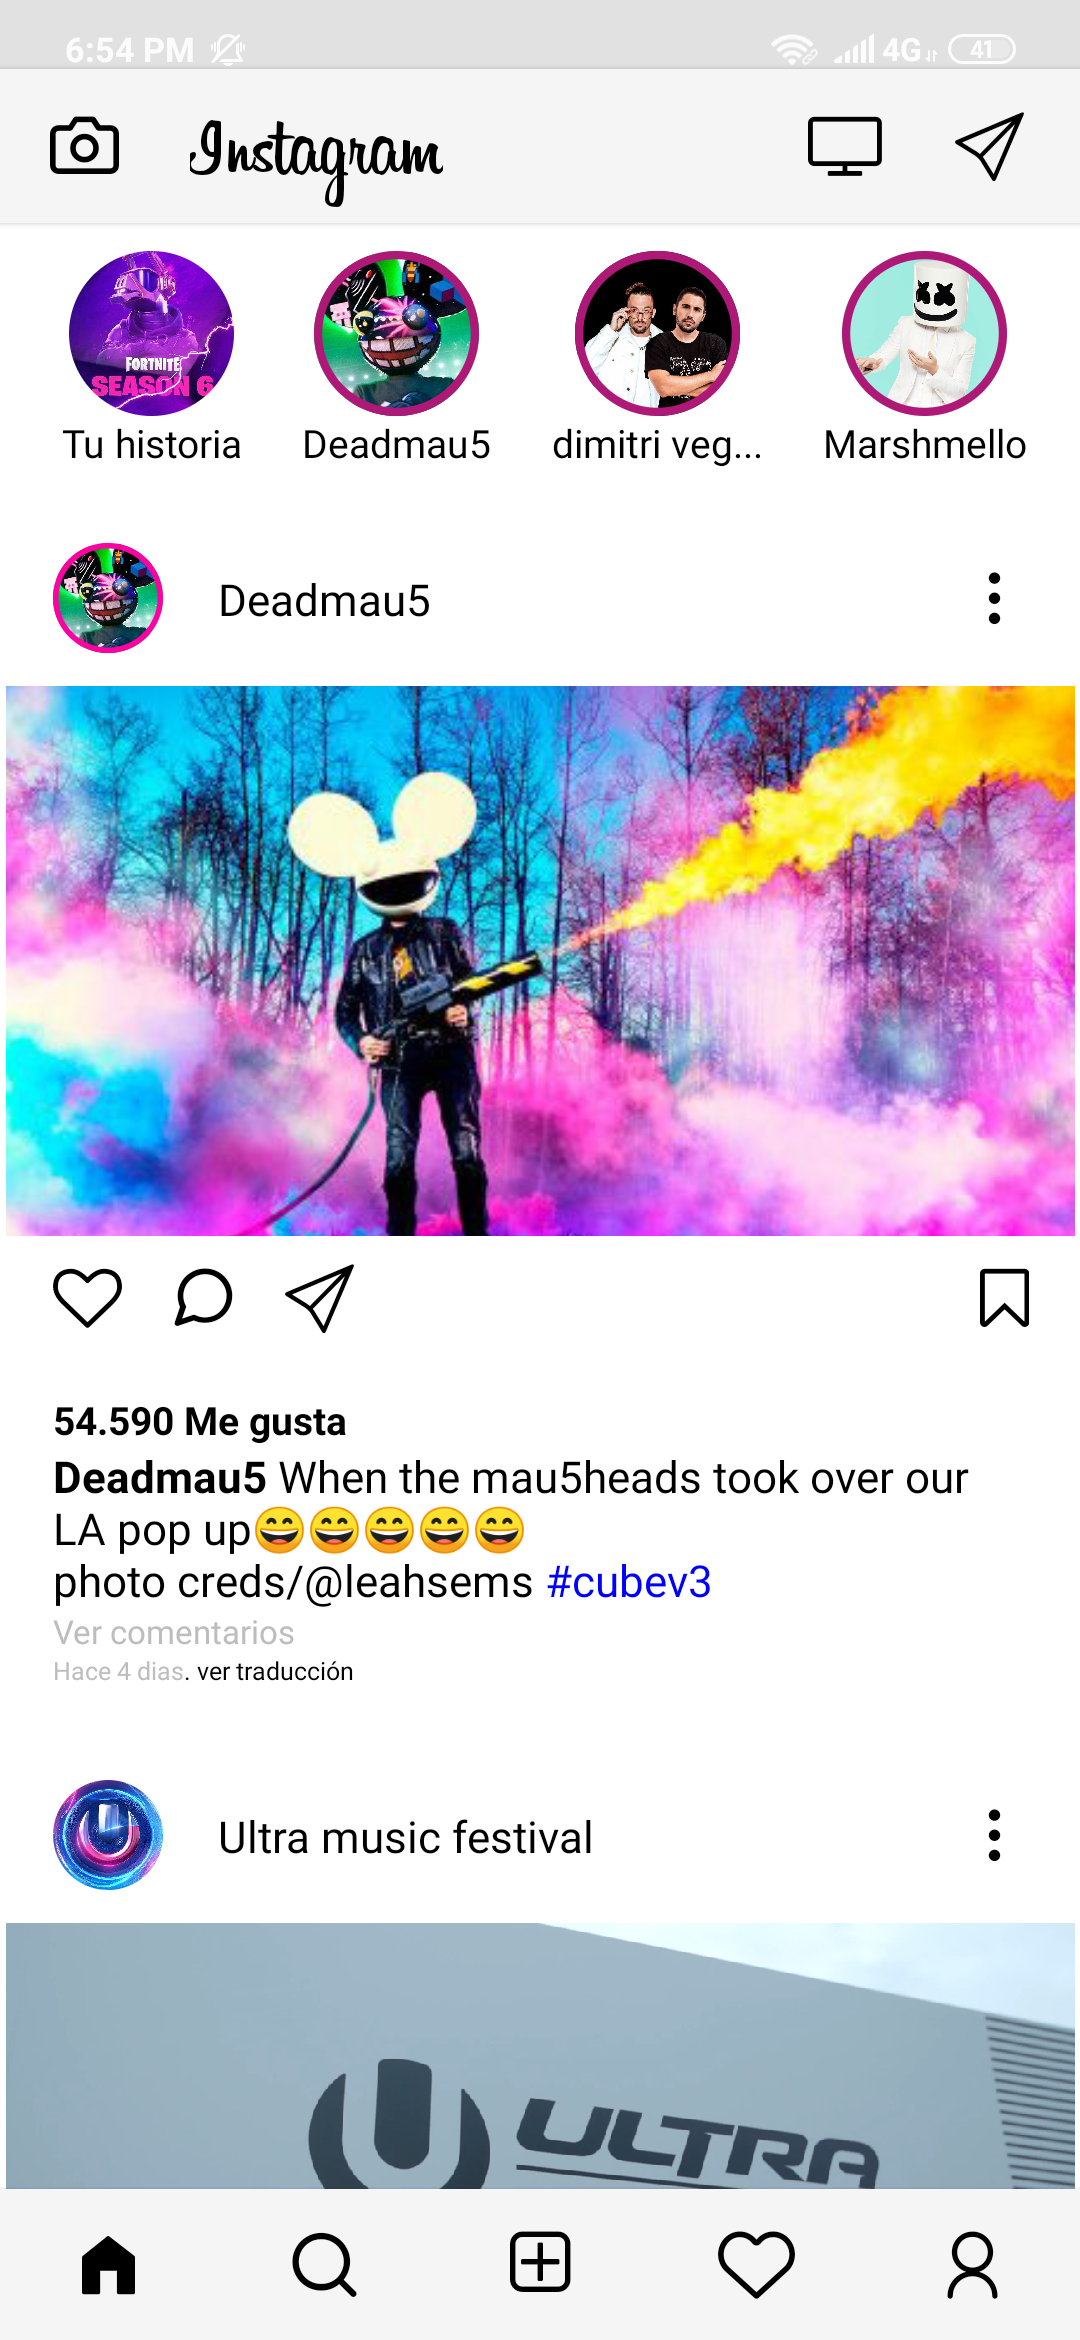 6:54 PM 4G 41
Instagram
FORTNITE
SEASON 6
Tu historia Deadmau5 dimitri veg... Marshmello
Deadmau5
54.590 Me gusta
Deadmau5 When the mau5heads took over our
LA pop up😄😄😄😄😄
photo creds/@leahsems #cubev3
Ver comentarios
Hace 4 dias. ver traducción
Ultra music festival
ULTRA